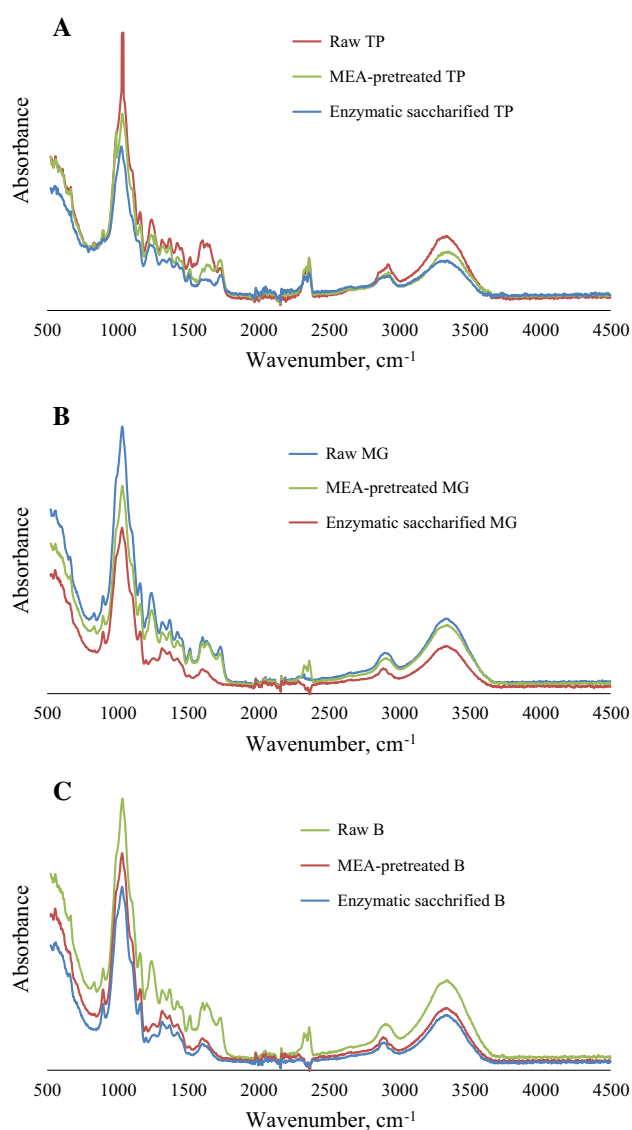 A
Raw TP
MEA-pretreated TP
Enzymatic saccharified TP
Absorbance
500 1000 1500 2000 2500 3000 3500 4000 4500
Wavenumber, cm-1
B
Raw MG
MEA-pretreated MG
Enzymatic saccharified MG
Absorbance
500 1000 1500 2000 2500 3000 3500 4000 4500
Wavenumber, cm-1
C
Raw B
MEA-pretreated B
Enzymatic sacchrified B
Absorbance
500 1000 1500 2000 2500 3000 3500 4000 4500
Wavenumber, cm-1